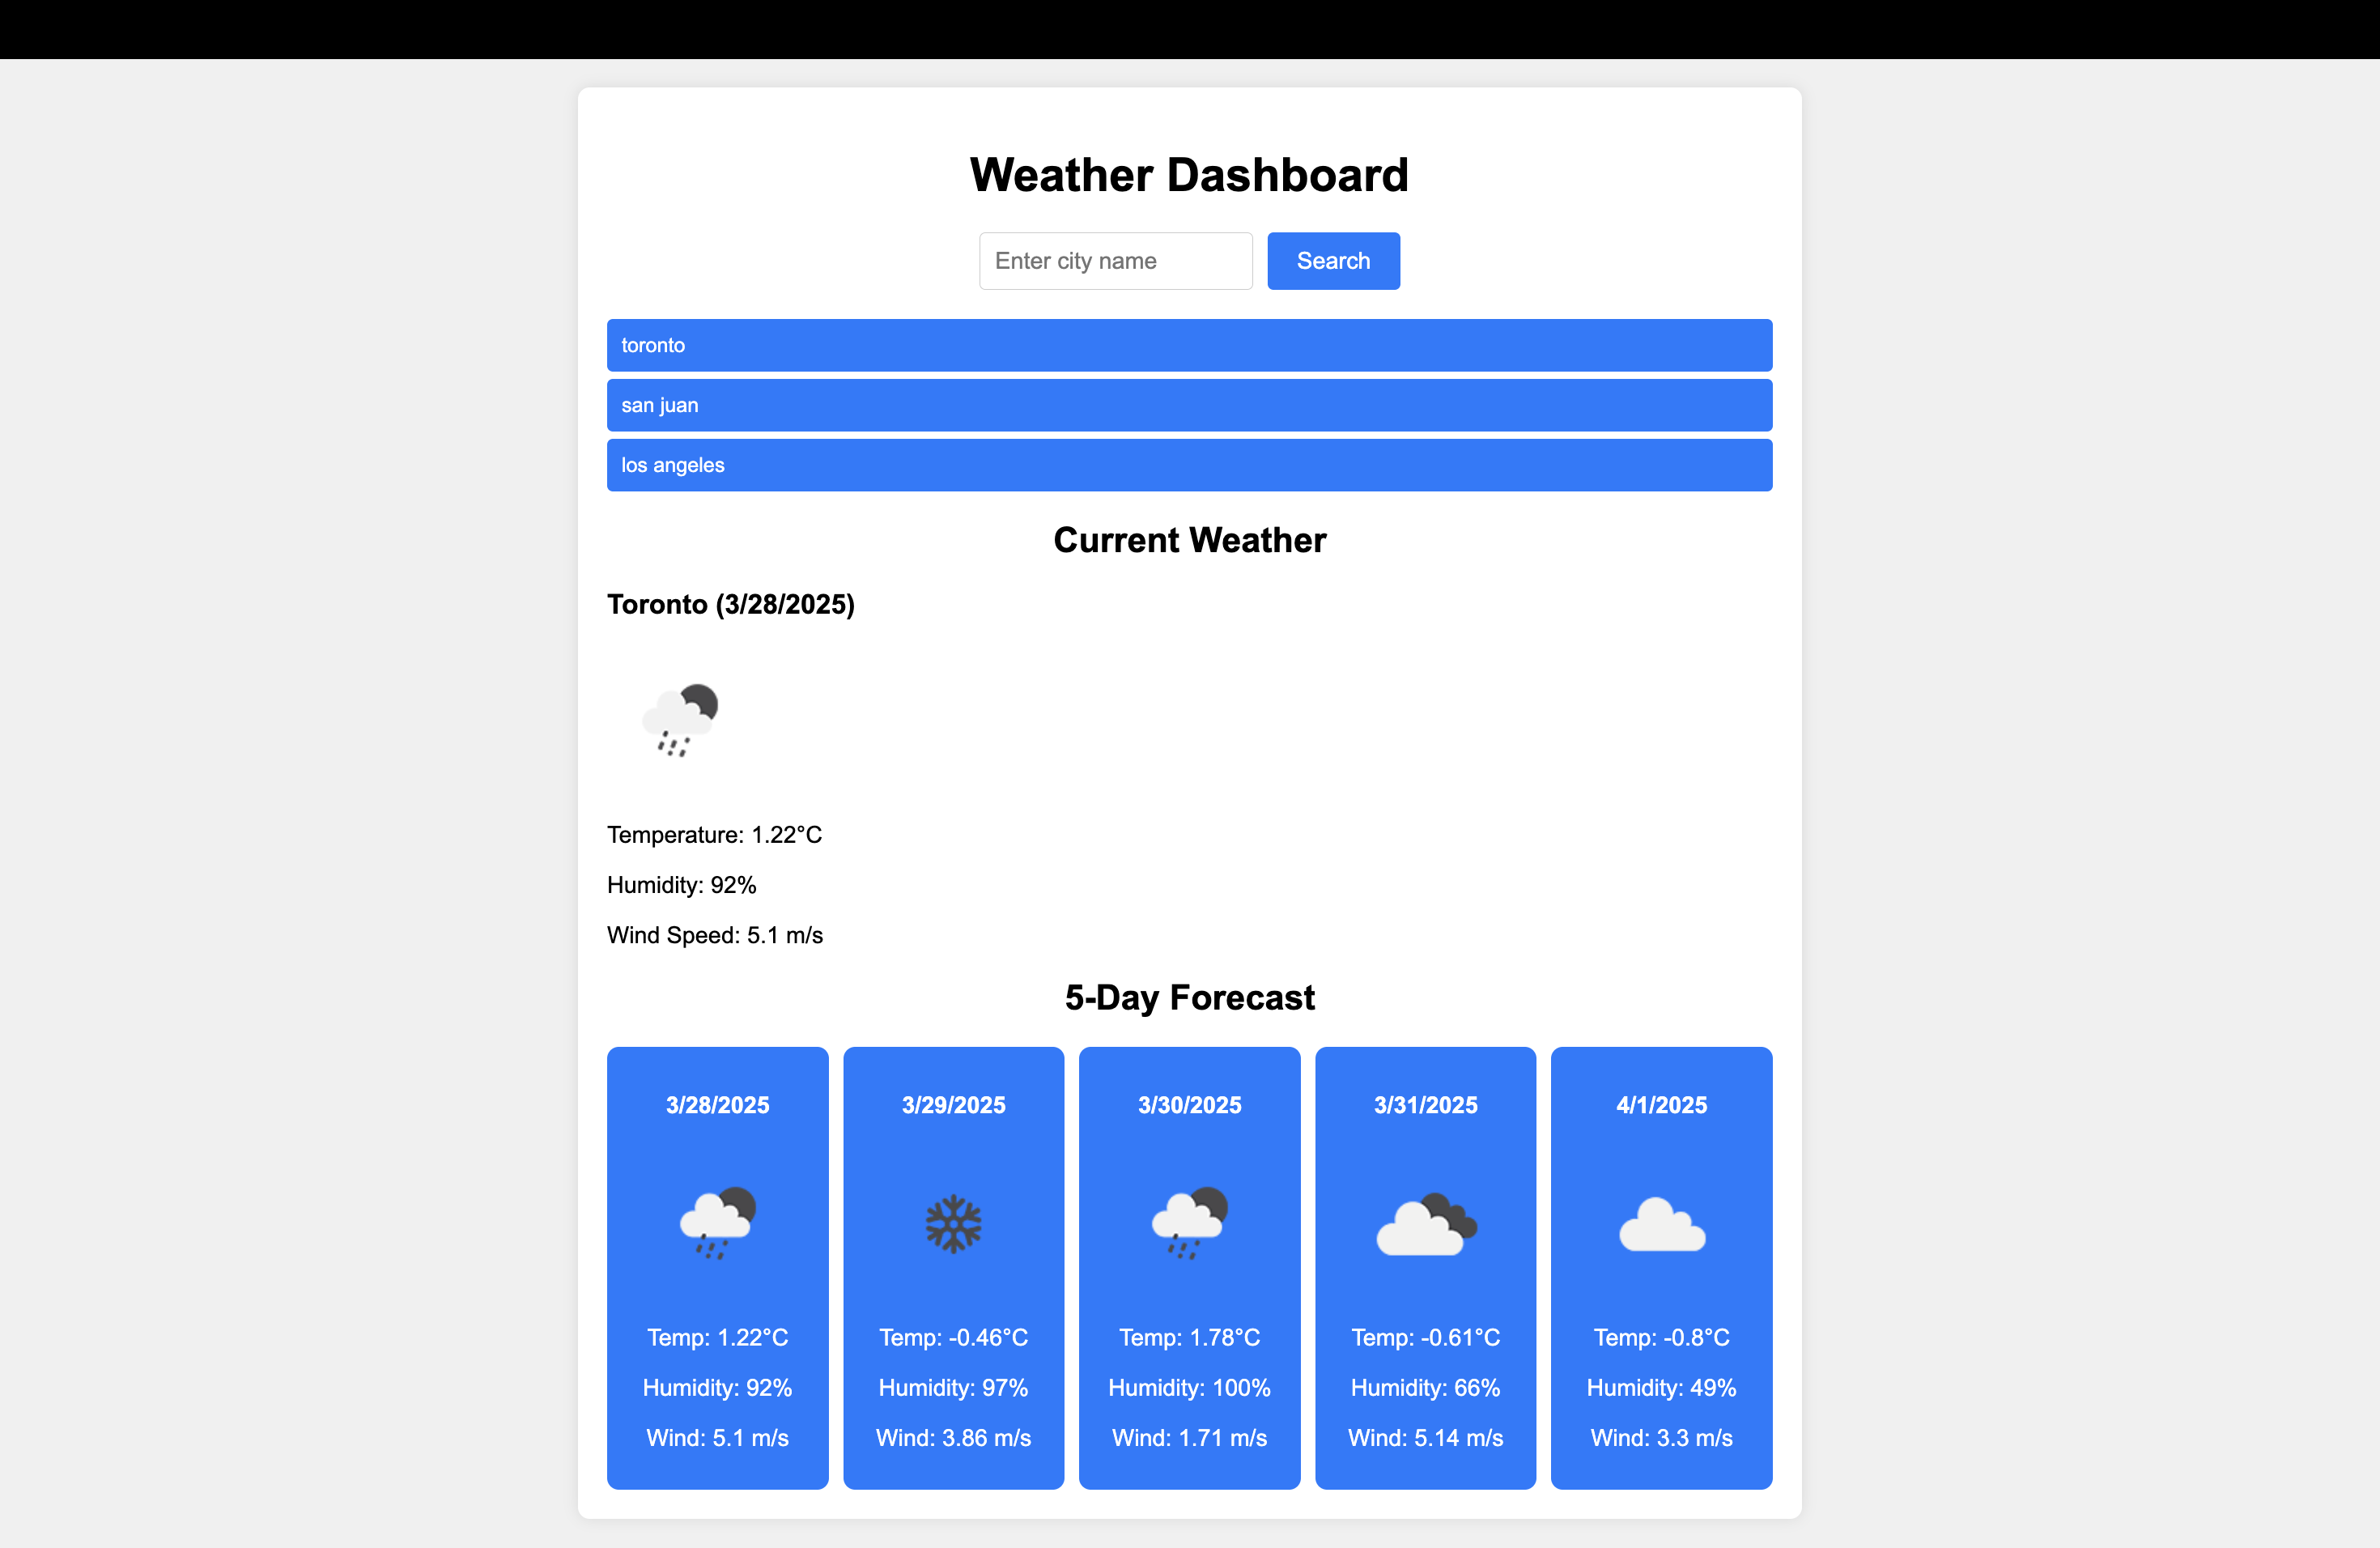 Weather Dashboard
Enter city name
Search
toronto
san juan
los angeles
Current Weather
Toronto (3/28/2025)
Temperature: 1.22°C
Humidity: 92%
Wind Speed: 5.1 m/s
5-Day Forecast
3/28/2025
Temp: 1.22°C
Humidity: 92%
Wind: 5.1 m/s
3/29/2025
Temp: -0.46°C
Humidity: 97%
Wind: 3.86 m/s
3/30/2025
Temp: 1.78°C
Humidity: 100%
Wind: 1.71 m/s
3/31/2025
Temp: -0.61°C
Humidity: 66%
Wind: 5.14 m/s
4/1/2025
Temp: -0.8°C
Humidity: 49%
Wind: 3.3 m/s